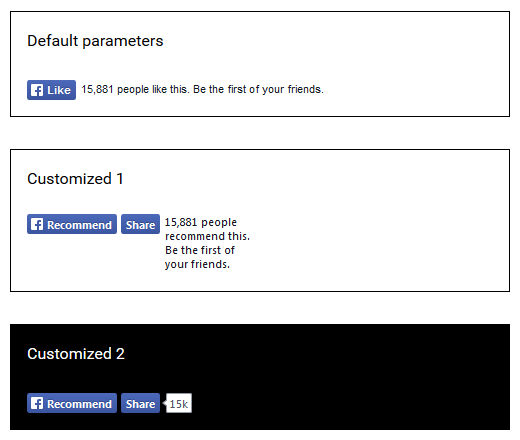 Default parameters
Like 15,881 people like this. Be the first of your friends.
Customized 1
Recommend Share 15,881 people
recommend this.
Be the first of
your friends.
Customized 2
Recommend Share 15k